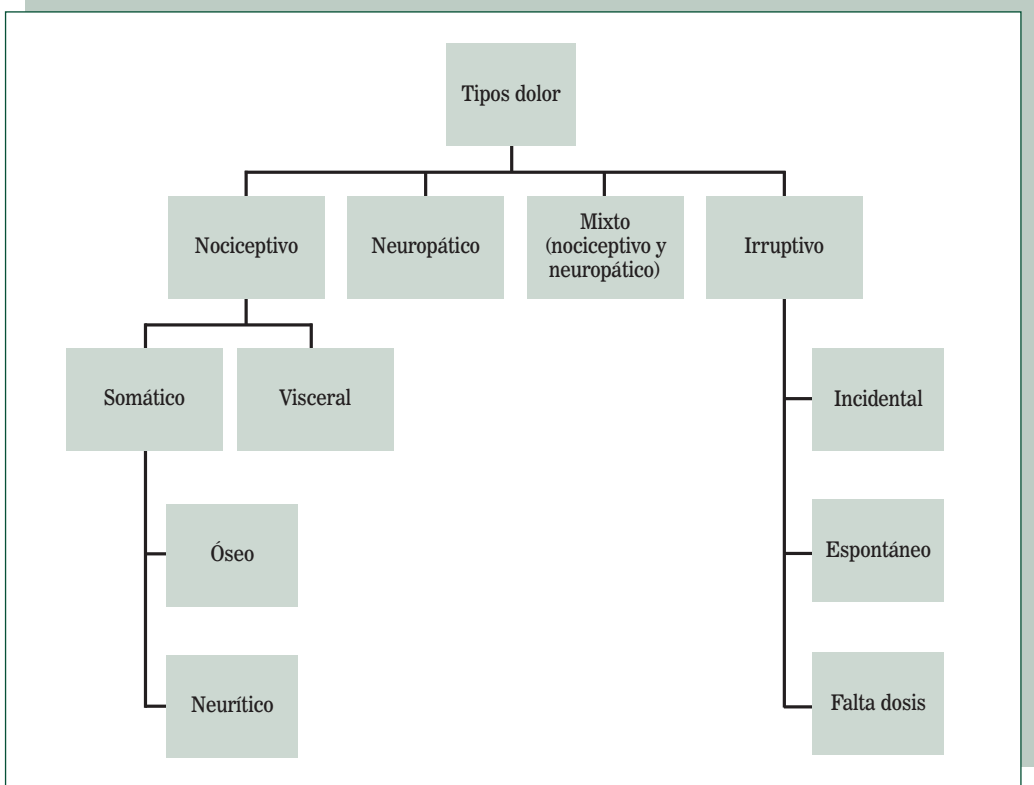 Tipos dolor
Nociceptivo
Neuropático
Mixto
(nociceptivo y
neuropático)
Irruptivo
Somático
Visceral
Incidental
Óseo
Espontáneo
Neurítico
Falta dosis